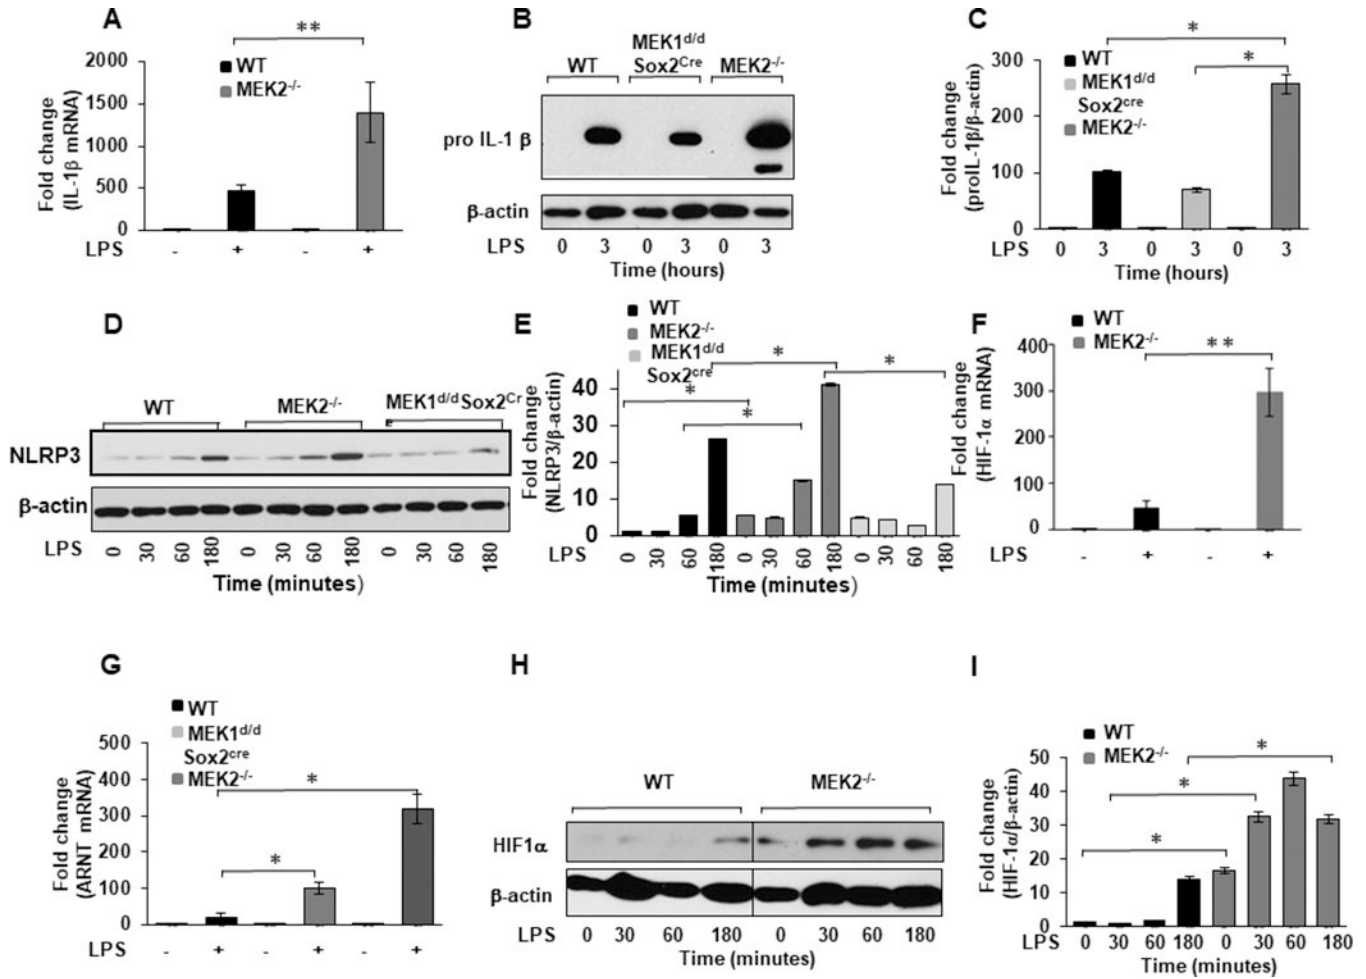 A
**
WT
MEK2-/-
Fold change
(IL-1β mRNA)
2000
1500
1000
500
0
LPS - + - +
B
WT MEK1d/d Sox2Cre MEK2-/-
pro IL-1 β
β-actin
LPS 0 3 0 3 0 3
Time (hours)
C
*
*
WT
MEK1d/d
Sox2cre
MEK2-/-
Fold change
(proIL-1β/β-actin)
300
200
100
0
0 3 0 3 0 3
LPS
Time (hours)
D
WT MEK2-/- MEK1d/d Sox2Cr
e
NLRP3
β-actin
LPS 0 30 60 180 0 30 60 180 0 30 60 180
Time (minutes)
E
WT
MEK2-/-
MEK1d/d
Sox2cre
* *
*
*
Fold change
(NLRP3/β-actin)
40
30
20
10
0
LPS 0 30 60 180 0 30 60 180 0 30 60 180
Time (minutes)
F
WT
MEK2-/-
**
Fold change
(HIF-1α mRNA)
400
300
200
100
0
LPS - + - +
G
WT
MEK1d/d
Sox2cre
MEK2-/-
*
*
Fold change
(ARNT mRNA)
500
400
300
200
100
0
LPS - + - + - +
H
WT MEK2-/-
HIF1α
β-actin
LPS 0 30 60 180 0 30 60 180
Time (minutes)
I
WT
MEK2-/-
*
*
*
Fold change
(HIF-1α/β-actin)
50
40
30
20
10
0
LPS 0 30 60 180 0 30 60 180
Time (minutes)